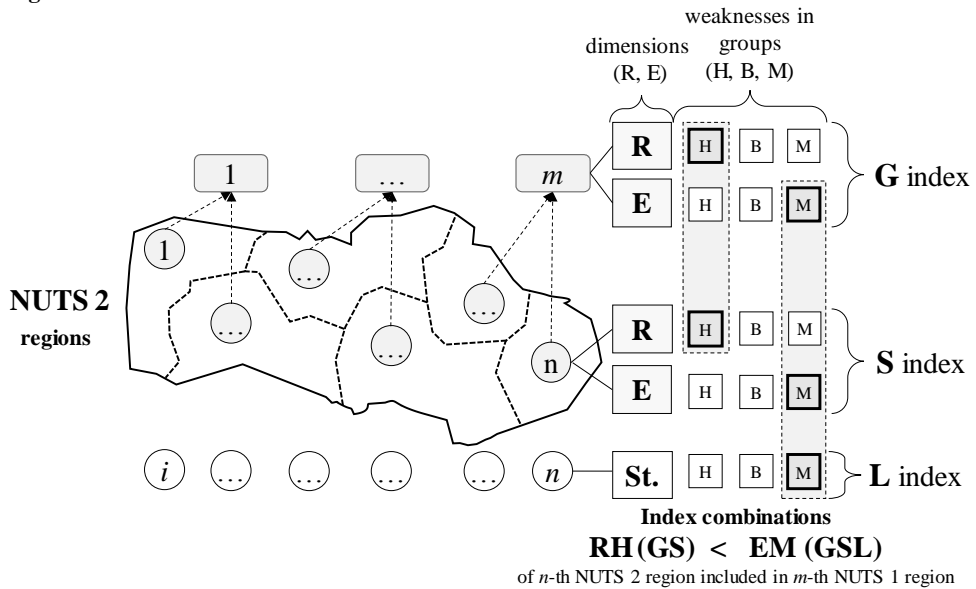 weaknesses in
groups
(H, B, M)
dimensions
(R, E)
R H B M
1 … m
G index
E H B M
1
…
NUTS 2
regions
… … …
R H B M
n
S index
E H B M
i … … … … n St. H B M
L index
Index combinations
RH (GS) < EM (GSL)
of n-th NUTS 2 region included in m-th NUTS 1 region